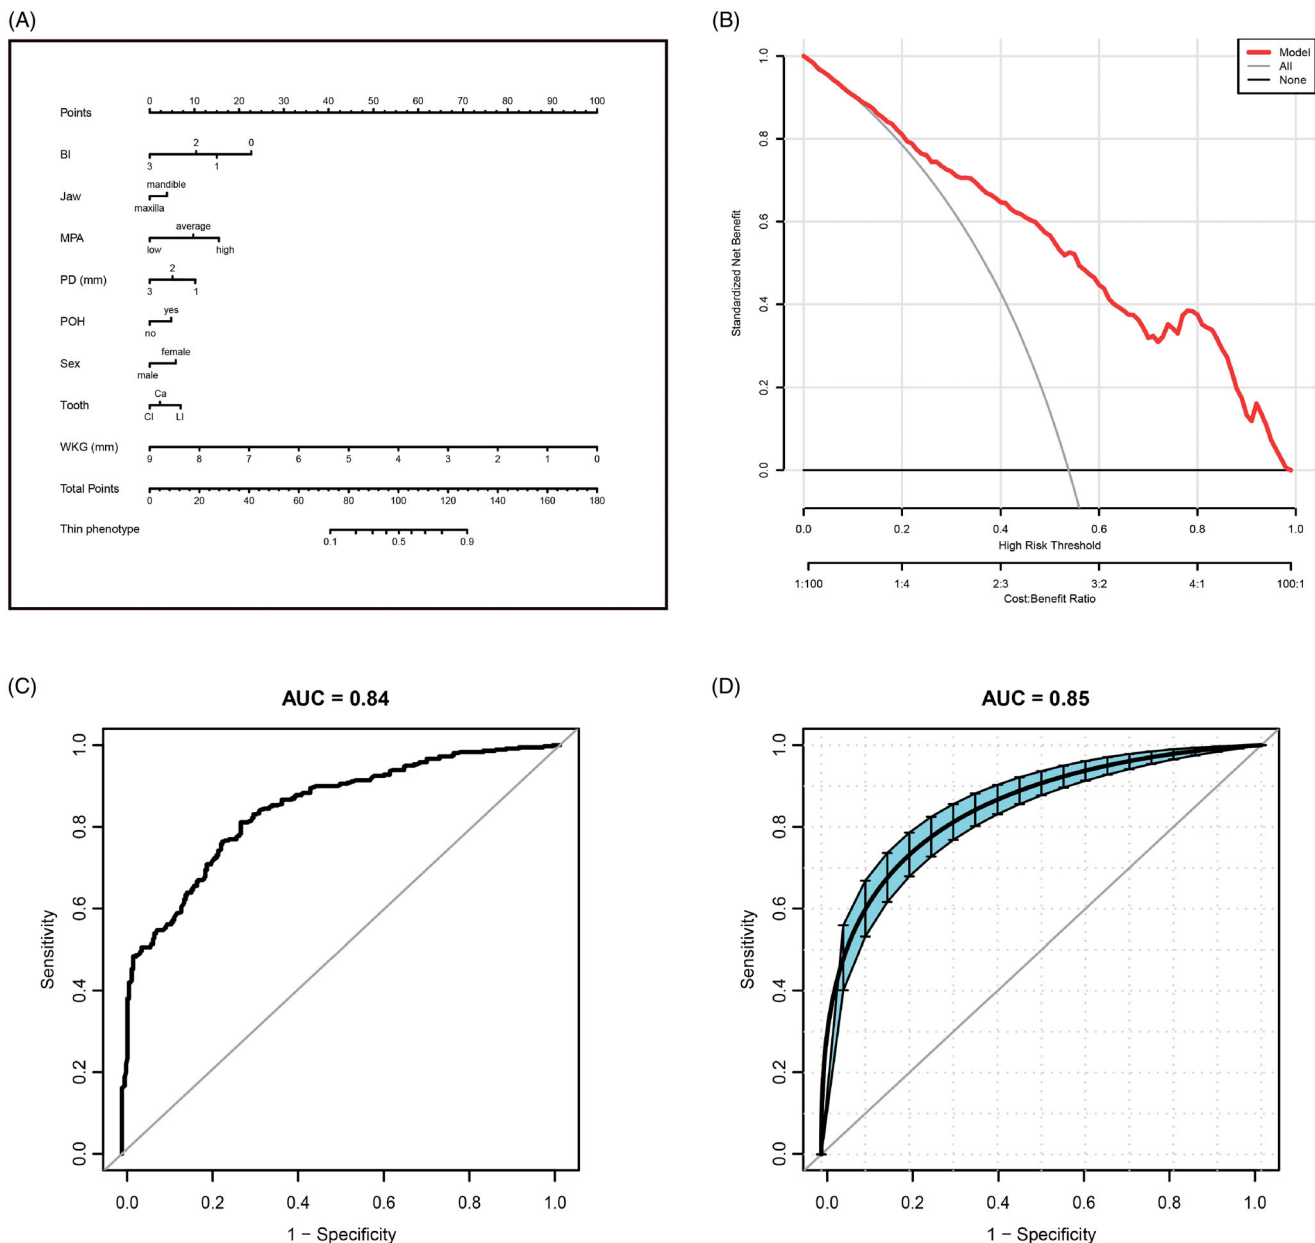 (A)
Points
0 10 20 30 40 50 60 70 80 90 100
BI
2 0
3 1
Jaw
mandible
maxilla
MPA
average
low high
PD (mm)
2
3 1
POH
yes
no
Sex
female
male
Tooth
Ca
CI LI
WKG (mm)
9 8 7 6 5 4 3 2 1 0
Total Points
0 20 40 60 80 100 120 140 160 180
Thin phenotype
0.1 0.5 0.9
(B)
Model
All
None
Standardized Net Benefit
1.0
0.8
0.6
0.4
0.2
0.0
0.0 0.2 0.4 0.6 0.8 1.0
High Risk Threshold
1:100 1:4 2:3 3:2 4:1 100:1
Cost:Benefit Ratio
(C)
AUC = 0.84
Sensitivity
1.0
0.8
0.6
0.4
0.2
0.0
0.0 0.2 0.4 0.6 0.8 1.0
1 − Specificity
(D)
AUC = 0.85
Sensitivity
1.0
0.8
0.6
0.4
0.2
0.0
0.0 0.2 0.4 0.6 0.8 1.0
1 − Specificity